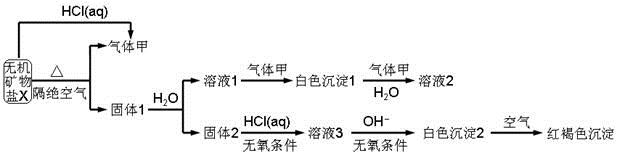 HCl(aq)
气体甲
无机
矿物
盐X
△
隔绝空气
固体1
H₂O
溶液1
气体甲
白色沉淀1
气体甲
H₂O
溶液2
固体2
HCl(aq)
无氧条件
溶液3
OH⁻
无氧条件
白色沉淀2
空气
红褐色沉淀